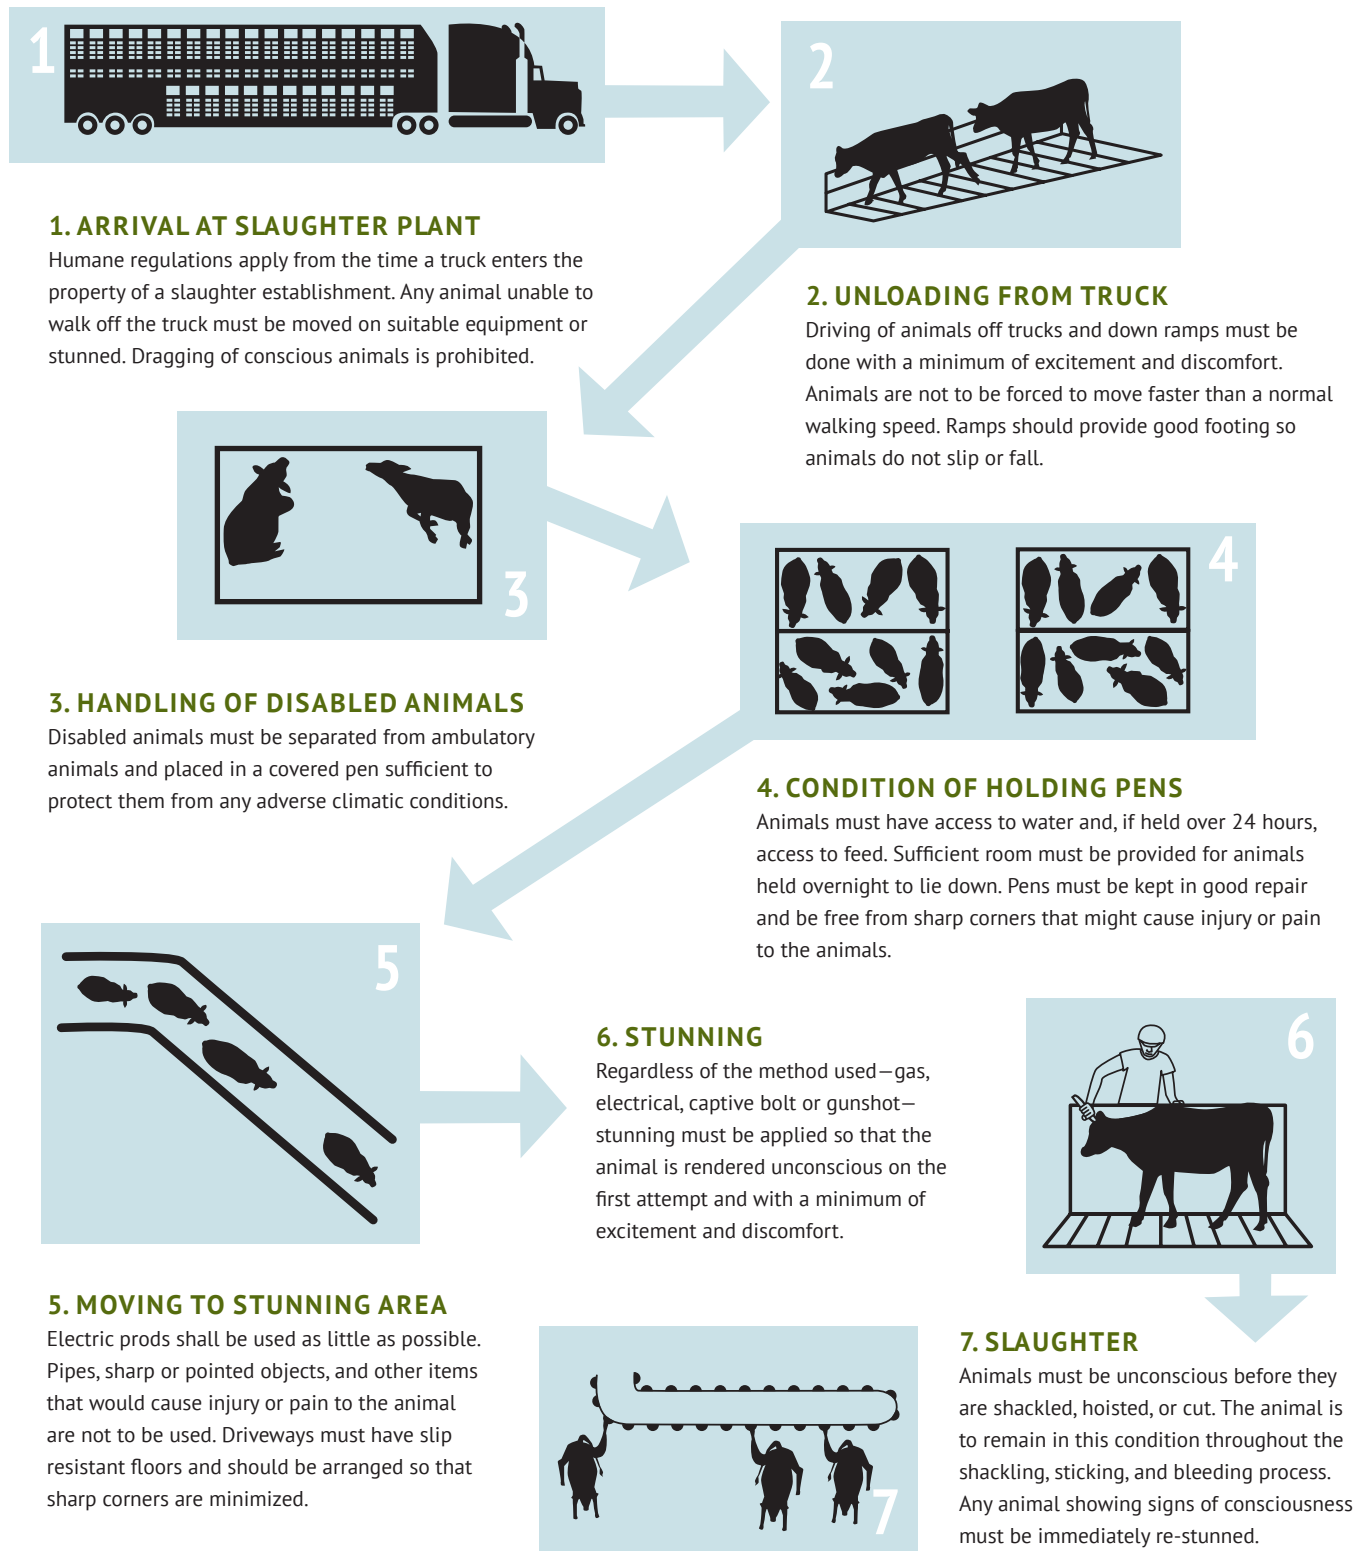 1
1. ARRIVAL AT SLAUGHTER PLANT
Humane regulations apply from the time a truck enters the
property of a slaughter establishment. Any animal unable to
walk off the truck must be moved on suitable equipment or
stunned. Dragging of conscious animals is prohibited.
2
2. UNLOADING FROM TRUCK
Driving of animals off trucks and down ramps must be
done with a minimum of excitement and discomfort.
Animals are not to be forced to move faster than a normal
walking speed. Ramps should provide good footing so
animals do not slip or fall.
3
3. HANDLING OF DISABLED ANIMALS
Disabled animals must be separated from ambulatory
animals and placed in a covered pen sufficient to
protect them from any adverse climatic conditions.
4
4. CONDITION OF HOLDING PENS
Animals must have access to water and, if held over 24 hours,
access to feed. Sufficient room must be provided for animals
held overnight to lie down. Pens must be kept in good repair
and be free from sharp corners that might cause injury or pain
to the animals.
5
5. MOVING TO STUNNING AREA
Electric prods shall be used as little as possible.
Pipes, sharp or pointed objects, and other items
that would cause injury or pain to the animal
are not to be used. Driveways must have slip
resistant floors and should be arranged so that
sharp corners are minimized.
6
6. STUNNING
Regardless of the method used—gas,
electrical, captive bolt or gunshot—
stunning must be applied so that the
animal is rendered unconscious on the
first attempt and with a minimum of
excitement and discomfort.
7
7. SLAUGHTER
Animals must be unconscious before they
are shackled, hoisted, or cut. The animal is
to remain in this condition throughout the
shackling, sticking, and bleeding process.
Any animal showing signs of consciousness
must be immediately re-stunned.